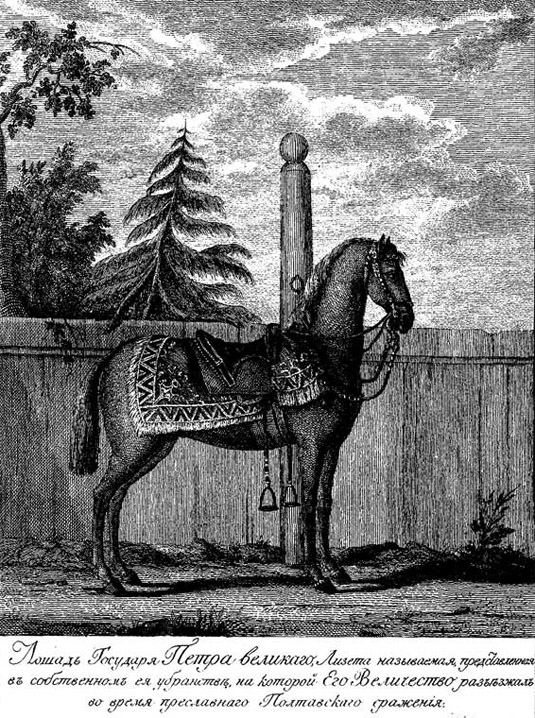 Лошадь Государя Петра великаго, Лизета называемая, представленная
въ собственномъ ея убранствѣ, на которой Его Величество разъѣзжалъ
во время преславнаго Полтавскаго сраженія.